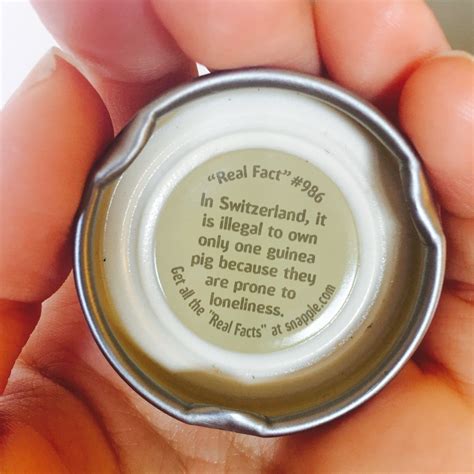 "Real Fact" #986
In Switzerland, it
is illegal to own
only one guinea
pig because they
are prone to
loneliness.
Get all the "Real Facts" at snapple.com